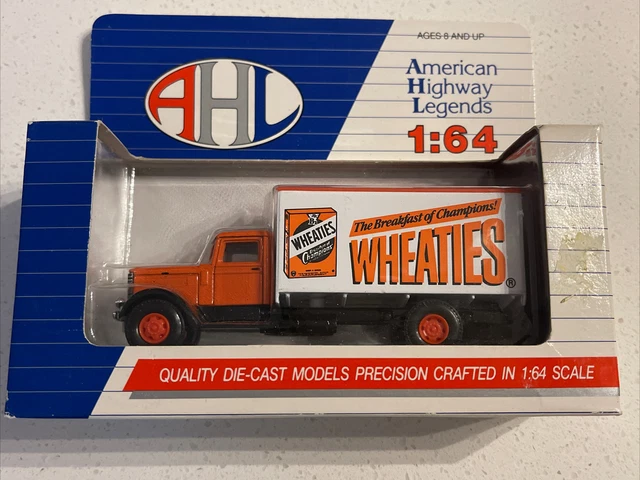 AGES 8 AND UP
AHL
American
Highway
Legends
1:64
The Breakfast of Champions!
WHEATIES®
WHEATIES
Champions
QUALITY DIE-CAST MODELS PRECISION CRAFTED IN 1:64 SCALE